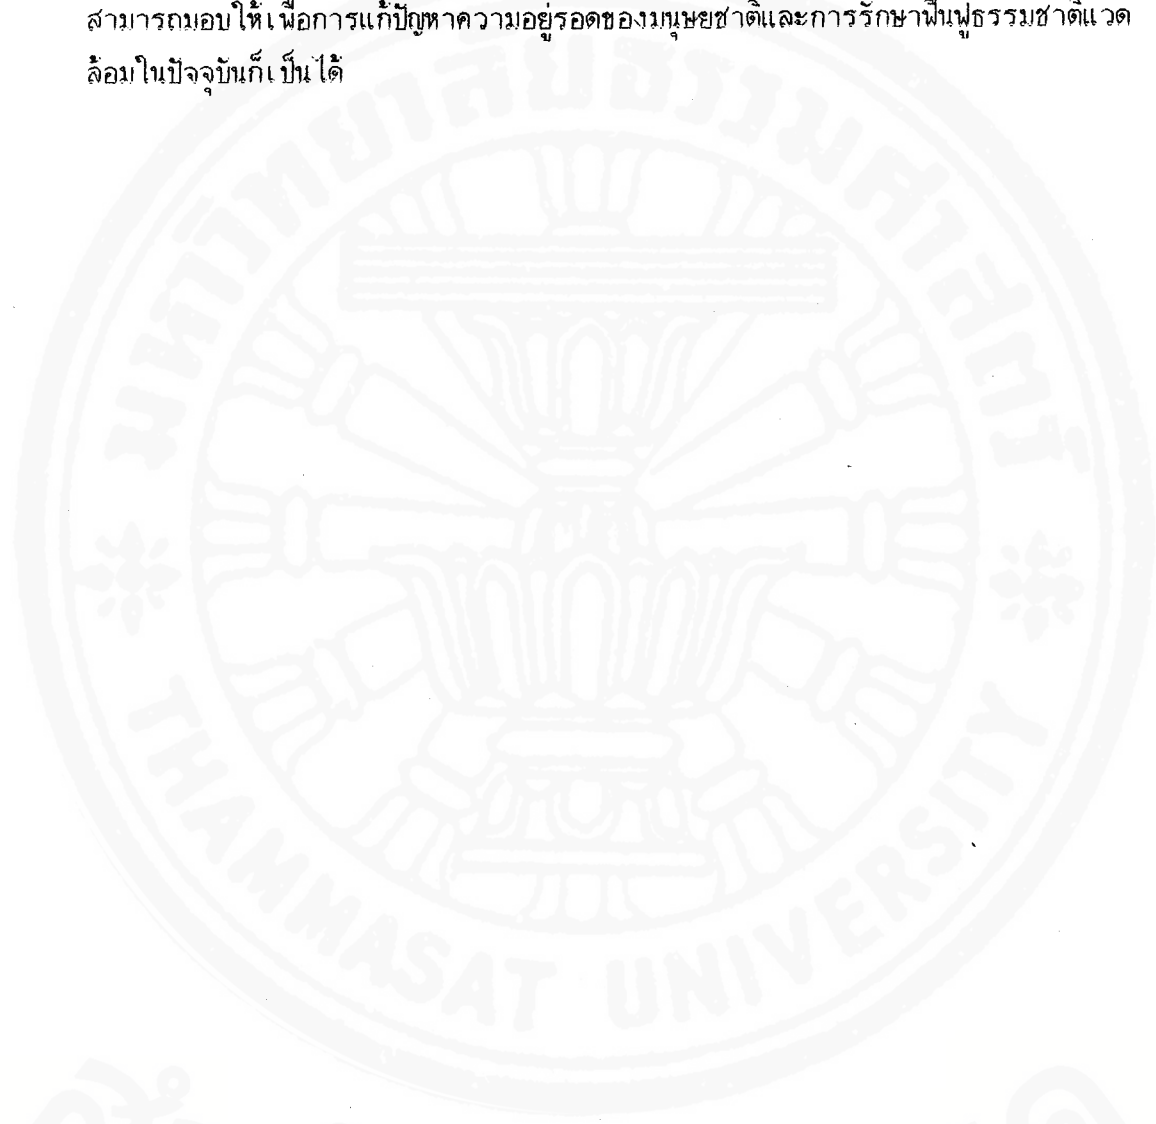 สามารถมอบให้เพื่อการแก้ปัญหาความอยู่รอดของมนุษยชาติและการรักษาฟื้นฟูธรรมชาติแวด
ล้อมในปัจจุบันก็เป็นได้
มหาวิทยาลัยธรรมศาสตร์
THAMMASAT UNIVERSITY